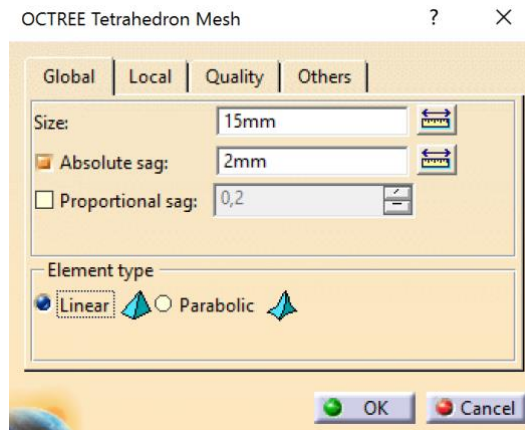 OCTREE Tetrahedron Mesh ? X
Global Local Quality Others
Size: 15mm
Absolute sag: 2mm
Proportional sag: 0,2
Element type
Linear Parabolic
OK Cancel